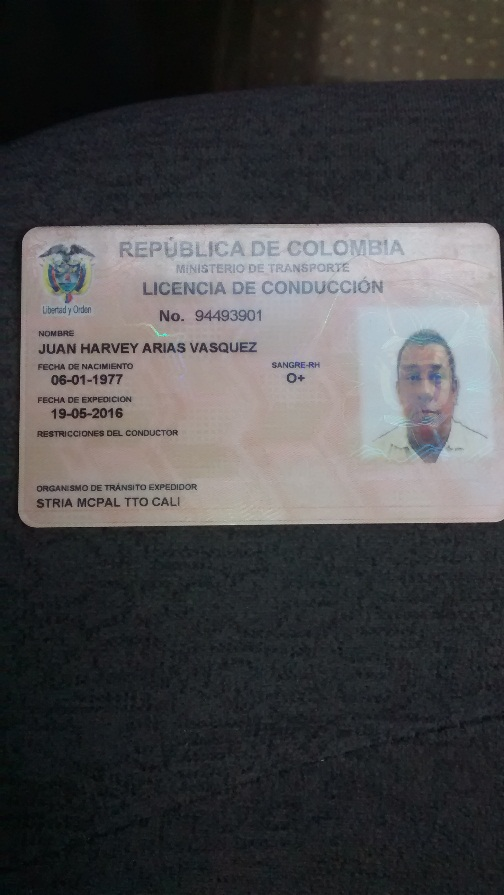 REPÚBLICA DE COLOMBIA
MINISTERIO DE TRANSPORTE
LICENCIA DE CONDUCCIÓN
Libertad y Orden
No. 94493901
NOMBRE
JUAN HARVEY ARIAS VASQUEZ
FECHA DE NACIMIENTO
06-01-1977
SANGRE-RH
O+
FECHA DE EXPEDICION
19-05-2016
RESTRICCIONES DEL CONDUCTOR
ORGANISMO DE TRÁNSITO EXPEDIDOR
STRIA MCPAL TTO CALI